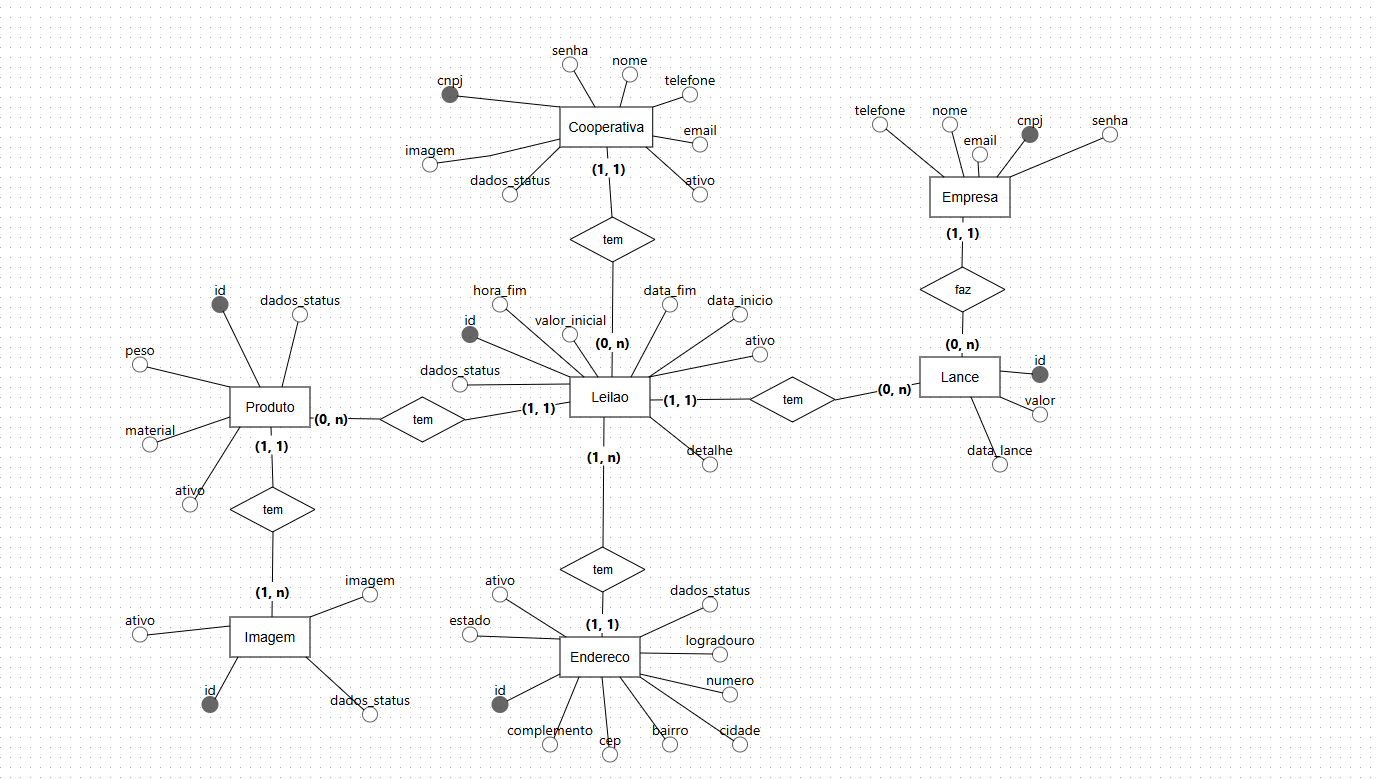 senha
nome
cnpj
telefone
Cooperativa
email
imagem
dados_status
ativo
(1, 1)
tem
telefone
nome
cnpj
senha
email
Empresa
(1, 1)
faz
(0, n)
id
dados_status
peso
Produto
material
ativo
(0, n)
tem
(1, 1)
hora_fim
data_fim
data_inicio
id
valor_inicial
(0, n)
ativo
dados_status
Leilao
(1, 1)
tem
(0, n)
detalhe
Lance
id
valor
data_lance
(1, 1)
tem
(1, n)
imagem
ativo
Imagem
id
dados_status
(1, n)
tem
(1, 1)
ativo
dados_status
estado
logradouro
Endereco
id
numero
complemento
cep
bairro
cidade